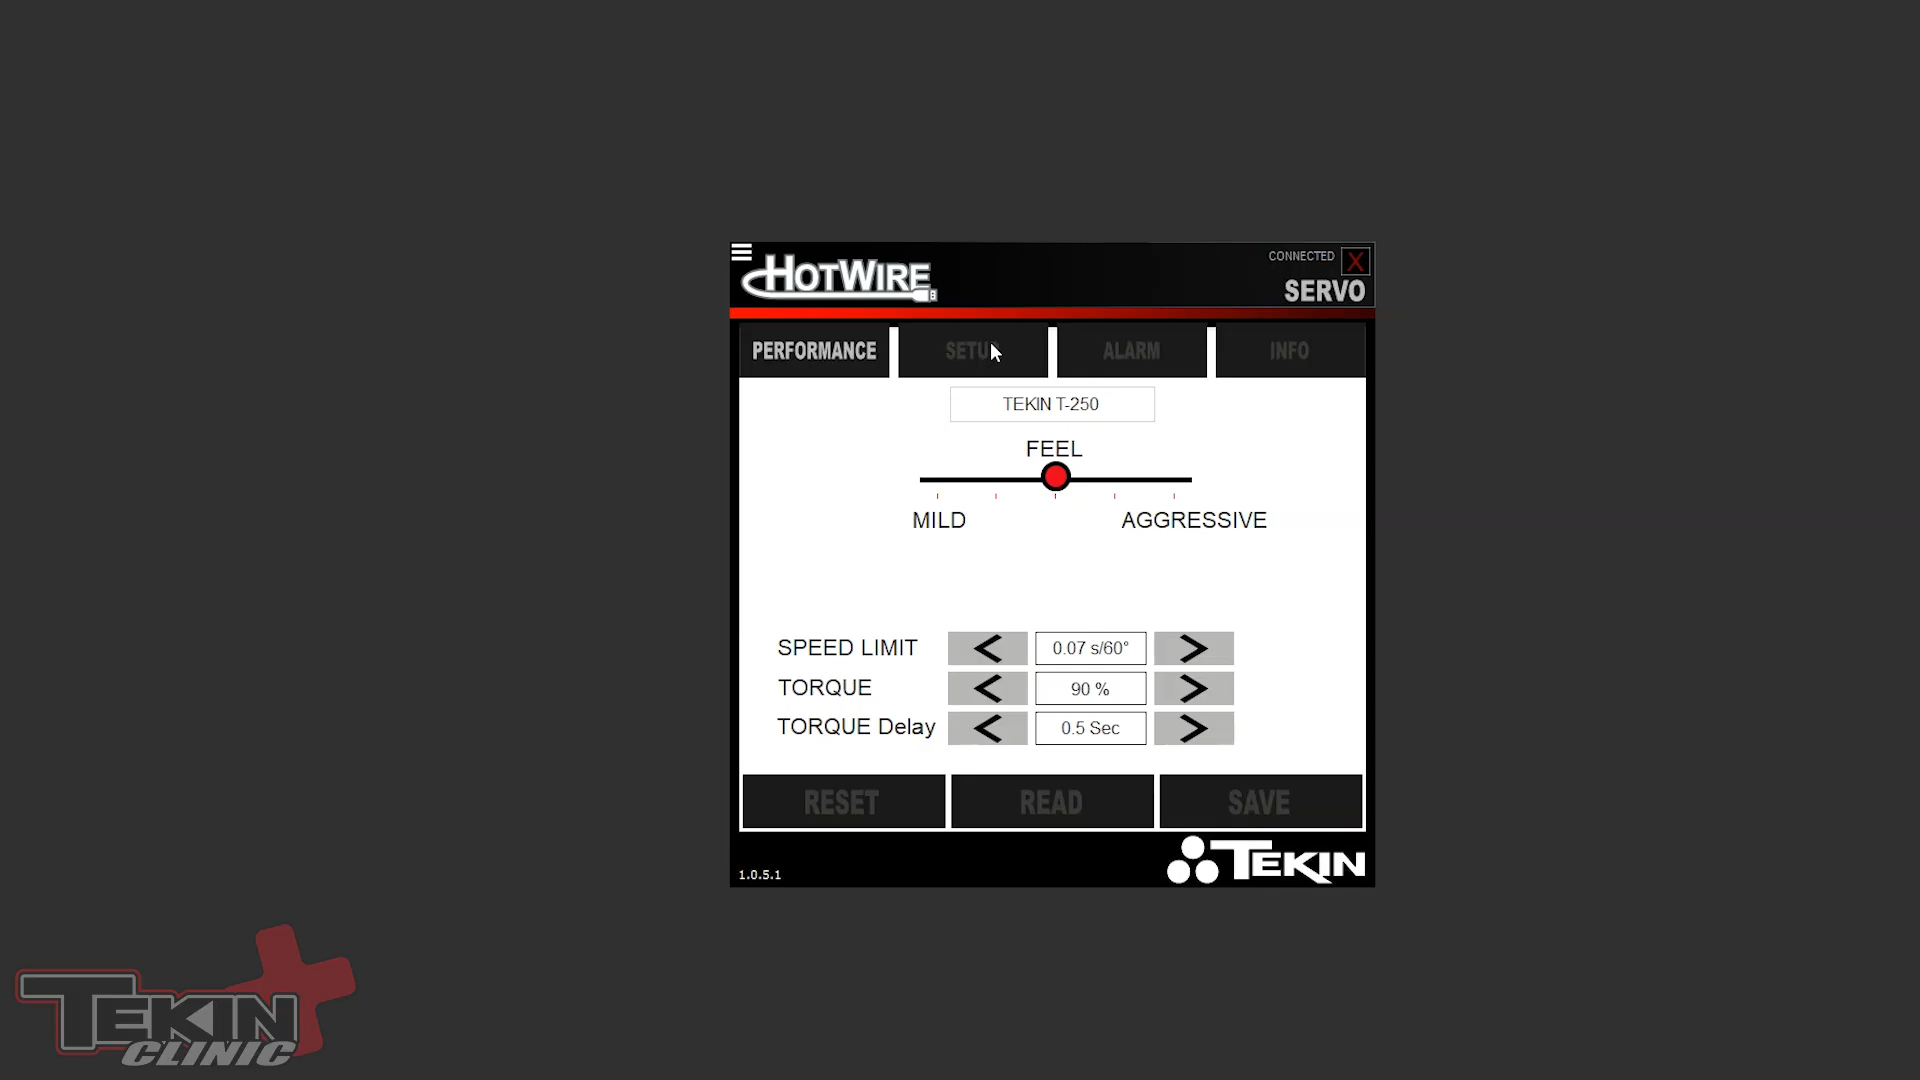 HOTWIRE
CONNECTED X
SERVO
PERFORMANCE SETUP ALARM INFO
TEKIN T-250
FEEL
MILD AGGRESSIVE
SPEED LIMIT < 0.07 s/60° >
TORQUE < 90 % >
TORQUE Delay < 0.5 Sec >
RESET READ SAVE
1.0.5.1
TEKIN
TEKIN
CLINIC